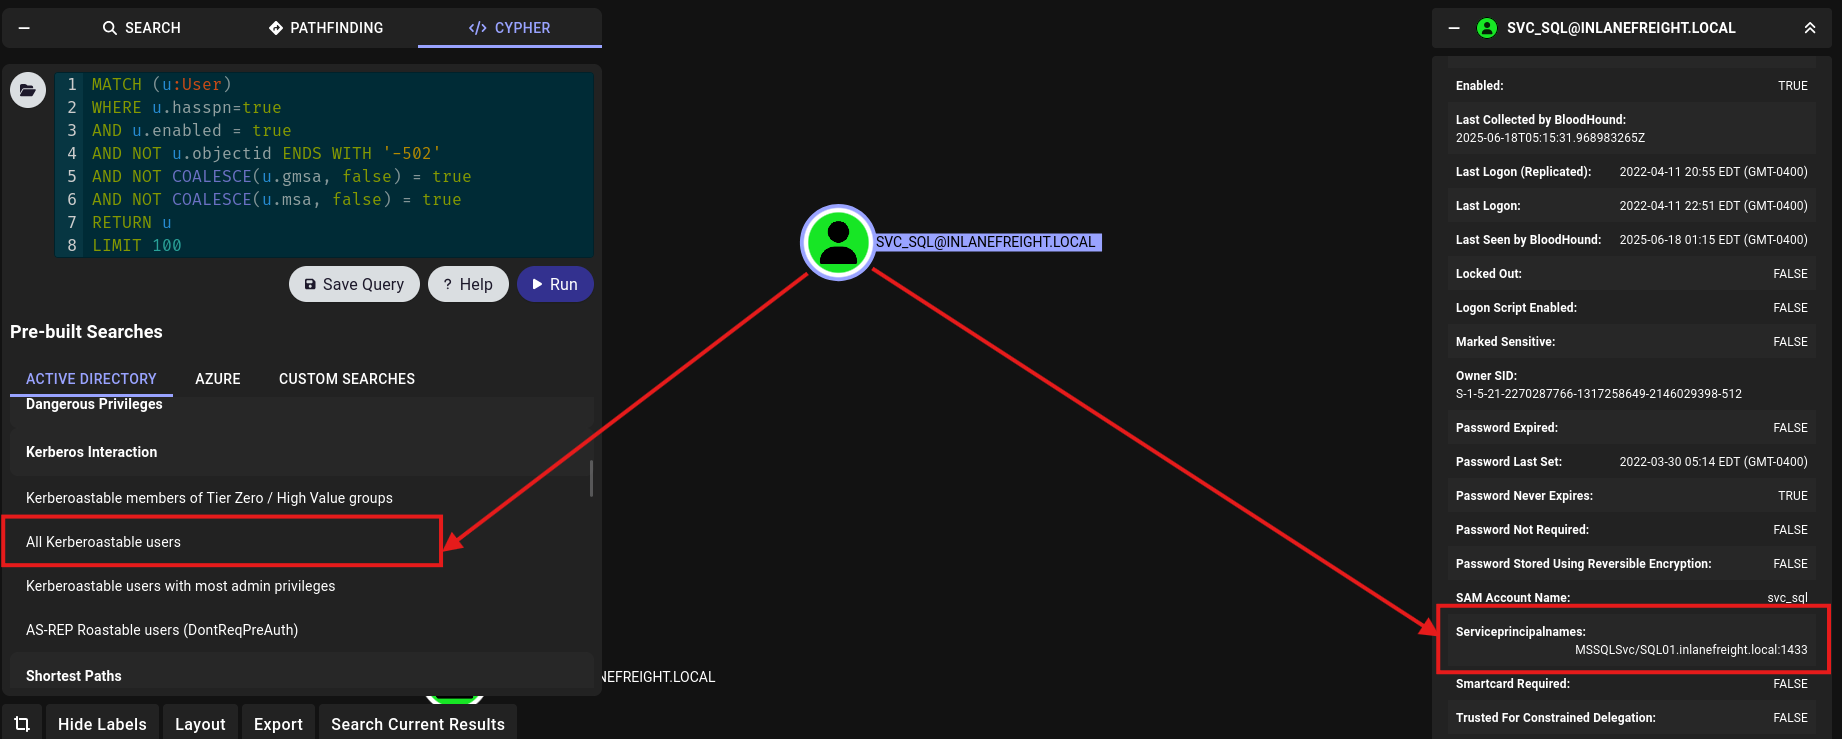 SEARCH
PATHFINDING
CYPHER
1 MATCH (u:User)
2 WHERE u.hasspn=true
3 AND u.enabled = true
4 AND NOT u.objectid ENDS WITH '-502'
5 AND NOT COALESCE(u.gmsa, false) = true
6 AND NOT COALESCE(u.msa, false) = true
7 RETURN u
8 LIMIT 100
Save Query
? Help
Run
Pre-built Searches
ACTIVE DIRECTORY
AZURE
CUSTOM SEARCHES
Dangerous Privileges
Kerberos Interaction
Kerberoastable members of Tier Zero / High Value groups
All Kerberoastable users
Kerberoastable users with most admin privileges
AS-REP Roastable users (DontReqPreAuth)
Shortest Paths
Hide Labels
Layout
Export
Search Current Results
SVC_SQL@INLANEFREIGHT.LOCAL
NEFREIGHT.LOCAL
SVC_SQL@INLANEFREIGHT.LOCAL
Enabled: TRUE
Last Collected by BloodHound:
2025-06-18T05:15:31.968983265Z
Last Logon (Replicated): 2022-04-11 20:55 EDT (GMT-0400)
Last Logon: 2022-04-11 22:51 EDT (GMT-0400)
Last Seen by BloodHound: 2025-06-18 01:15 EDT (GMT-0400)
Locked Out: FALSE
Logon Script Enabled: FALSE
Marked Sensitive: FALSE
Owner SID:
S-1-5-21-2270287766-1317258649-2146029398-512
Password Expired: FALSE
Password Last Set: 2022-03-30 05:14 EDT (GMT-0400)
Password Never Expires: TRUE
Password Not Required: FALSE
Password Stored Using Reversible Encryption: FALSE
SAM Account Name: svc_sql
Serviceprincipalnames:
MSSQLSvc/SQL01.inlanefreight.local:1433
Smartcard Required: FALSE
Trusted For Constrained Delegation: FALSE